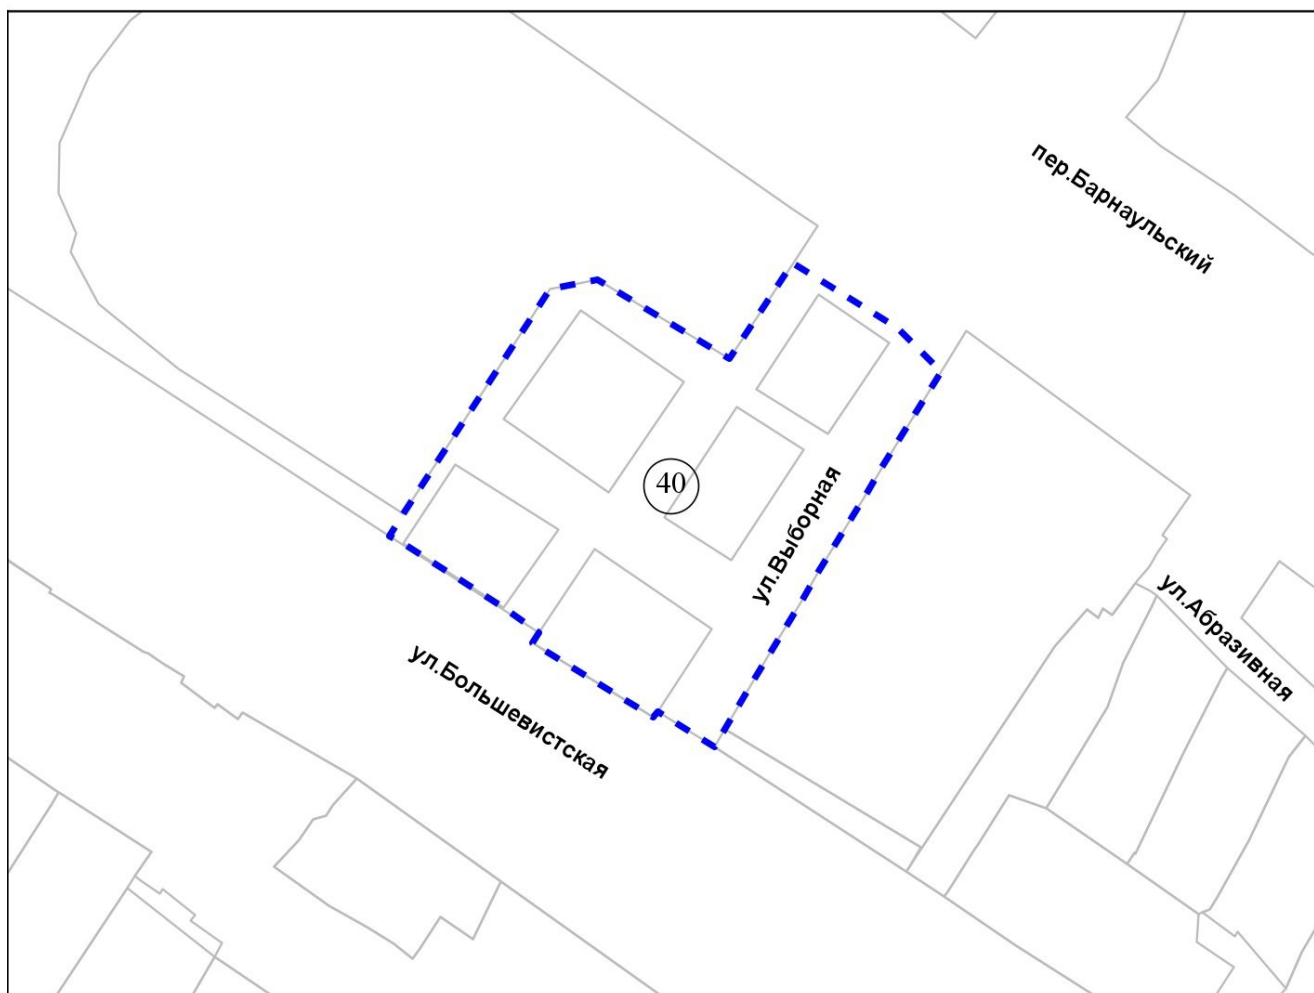 пер.Барнаульский
40
ул.Выборная
ул.Абразивная
ул.Большевистская